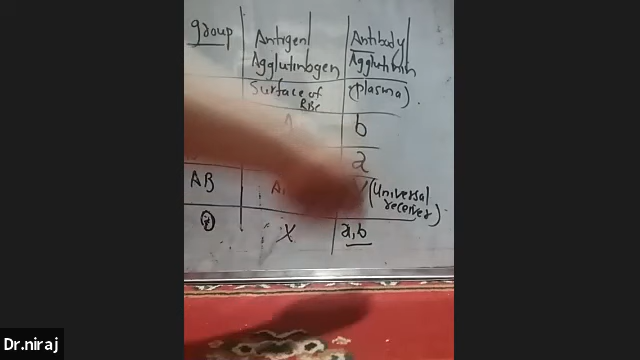 group Antigen Antibody
Agglutinogen Agglutinin
Surface of (plasma)
RBC
b
a
AB (Universal
receiver)
X a,b
Dr.niraj